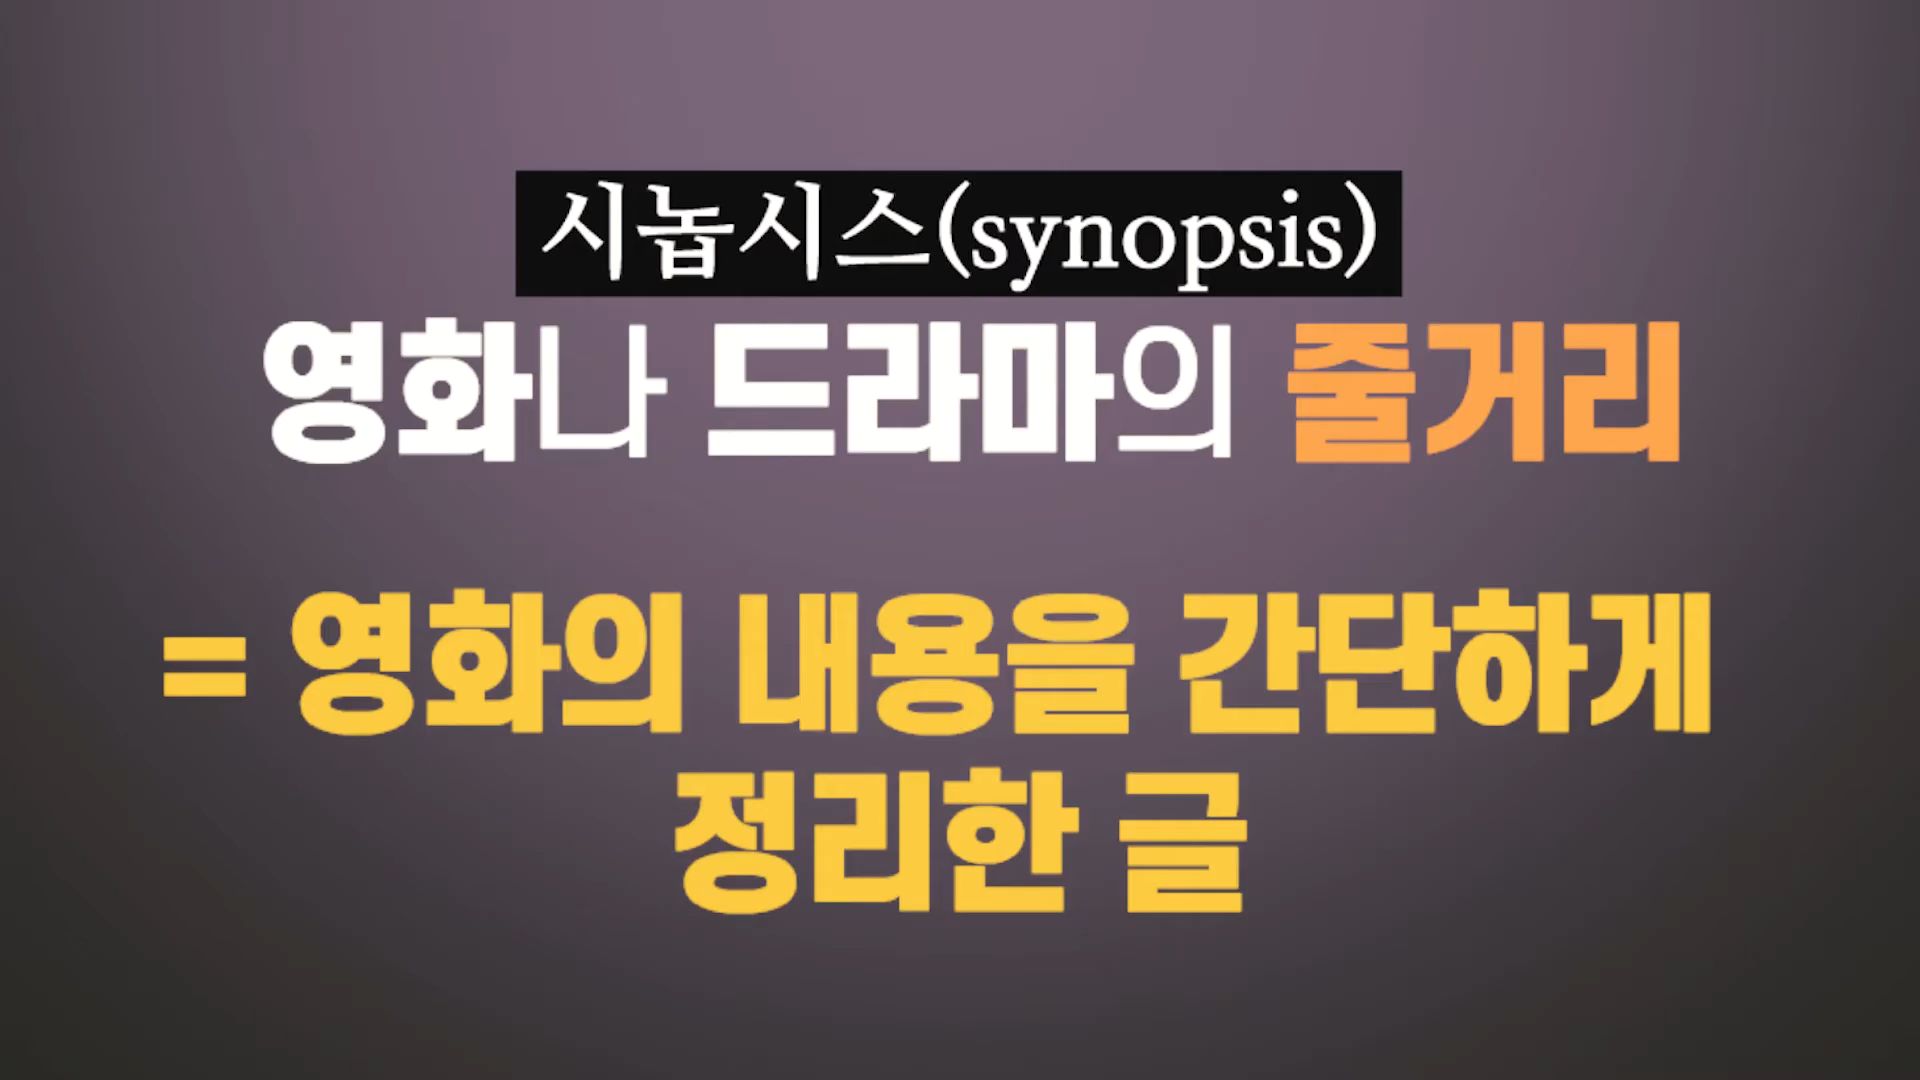 시놉시스(synopsis)
영화나 드라마의 줄거리
= 영화의 내용을 간단하게
정리한 글